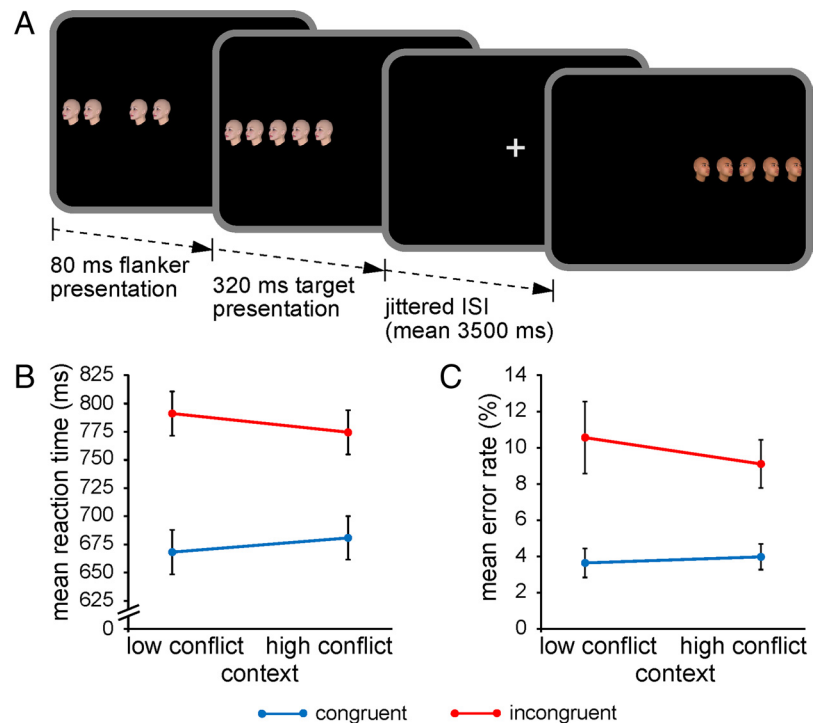 A
80 ms flanker
presentation
320 ms target
presentation
jittered ISI
(mean 3500 ms)
B
mean reaction time (ms)
825
800
775
750
725
700
675
650
625
0
low conflict high conflict
context
C
mean error rate (%)
14
12
10
8
6
4
2
0
low conflict high conflict
context
congruent incongruent